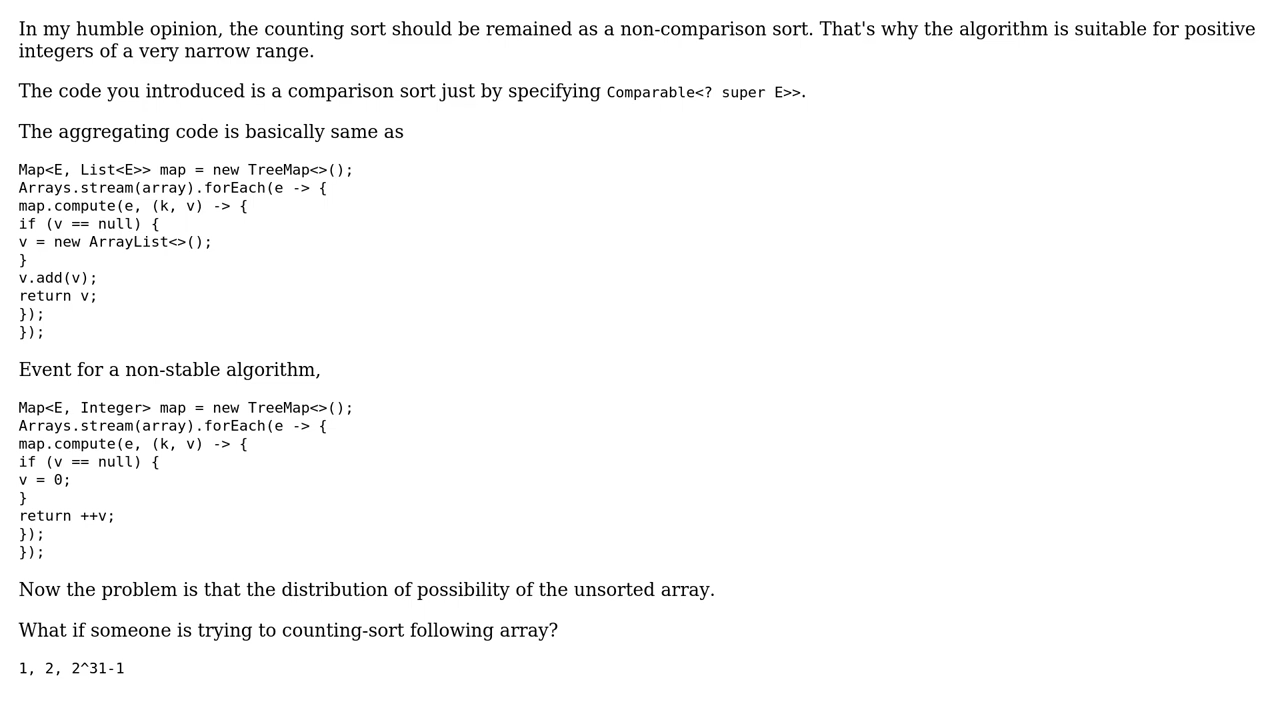 In my humble opinion, the counting sort should be remained as a non-comparison sort. That's why the algorithm is suitable for positive
integers of a very narrow range.
The code you introduced is a comparison sort just by specifying Comparable<? super E>>.
The aggregating code is basically same as
Map<E, List<E>> map = new TreeMap<>();
Arrays.stream(array).forEach(e -> {
map.compute(e, (k, v) -> {
if (v == null) {
v = new ArrayList<>();
}
v.add(v);
return v;
});
});
Event for a non-stable algorithm,
Map<E, Integer> map = new TreeMap<>();
Arrays.stream(array).forEach(e -> {
map.compute(e, (k, v) -> {
if (v == null) {
v = 0;
}
return ++v;
});
});
Now the problem is that the distribution of possibility of the unsorted array.
What if someone is trying to counting-sort following array?
1, 2, 2^31-1